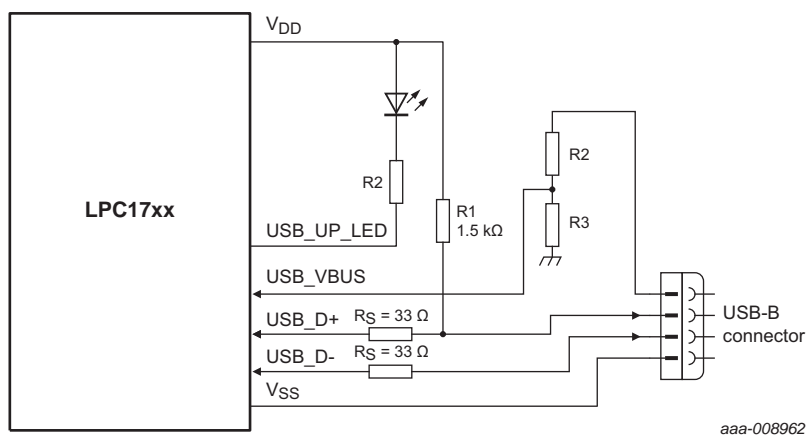 V_DD
R2
R2
LPC17xx
R1
1.5 kΩ
R3
USB_UP_LED
USB_VBUS
USB_D+
R_S = 33 Ω
USB-B
connector
USB_D-
R_S = 33 Ω
V_SS
aaa-008962